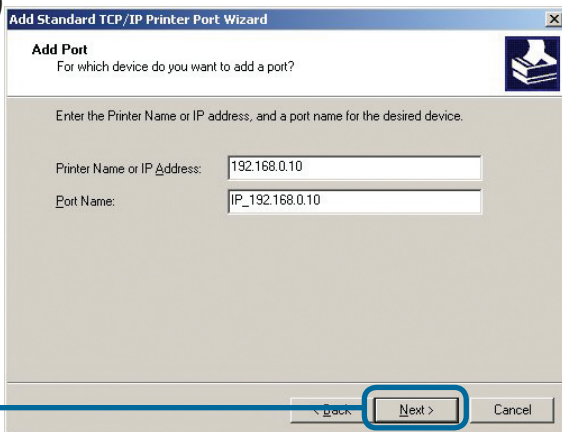 Add Standard TCP/IP Printer Port Wizard
Add Port
For which device do you want to add a port?
Enter the Printer Name or IP address, and a port name for the desired device.
Printer Name or IP Address: 192.168.0.10
Port Name: IP_192.168.0.10
< Back Next > Cancel